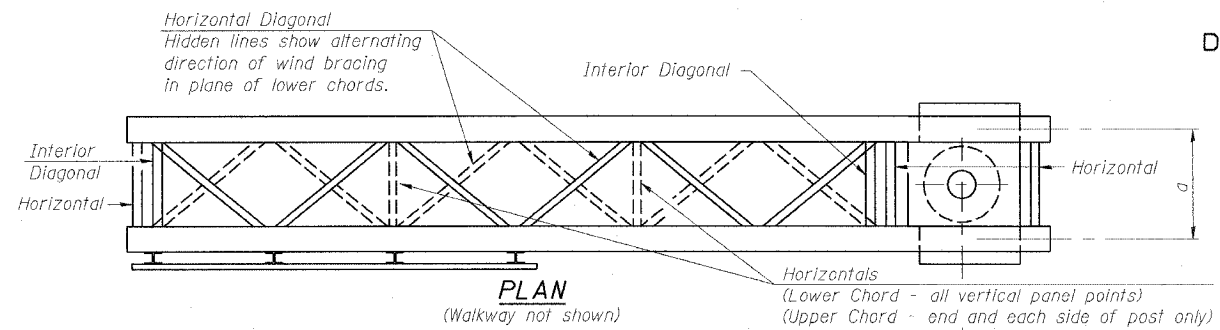 Horizontal Diagonal
Hidden lines show alternating
direction of wind bracing
in plane of lower chords.
D
Interior Diagonal
Interior
Diagonal
Horizontal
Horizontal
a
Horizontals
(Lower Chord - all vertical panel points)
(Upper Chord - end and each side of post only)
PLAN
(Walkway not shown)